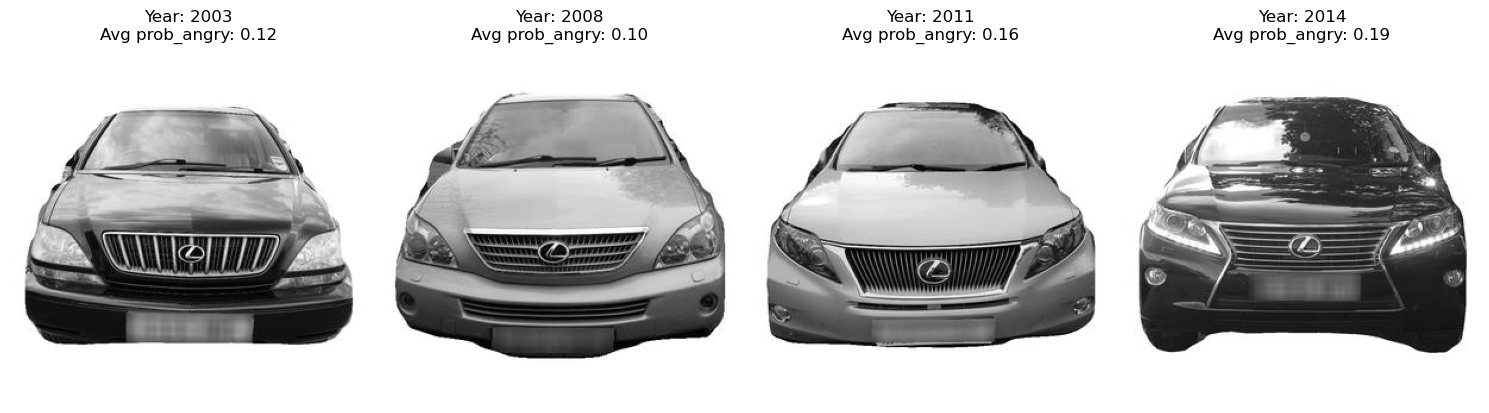 Year: 2003
Avg prob_angry: 0.12
Year: 2008
Avg prob_angry: 0.10
Year: 2011
Avg prob_angry: 0.16
Year: 2014
Avg prob_angry: 0.19